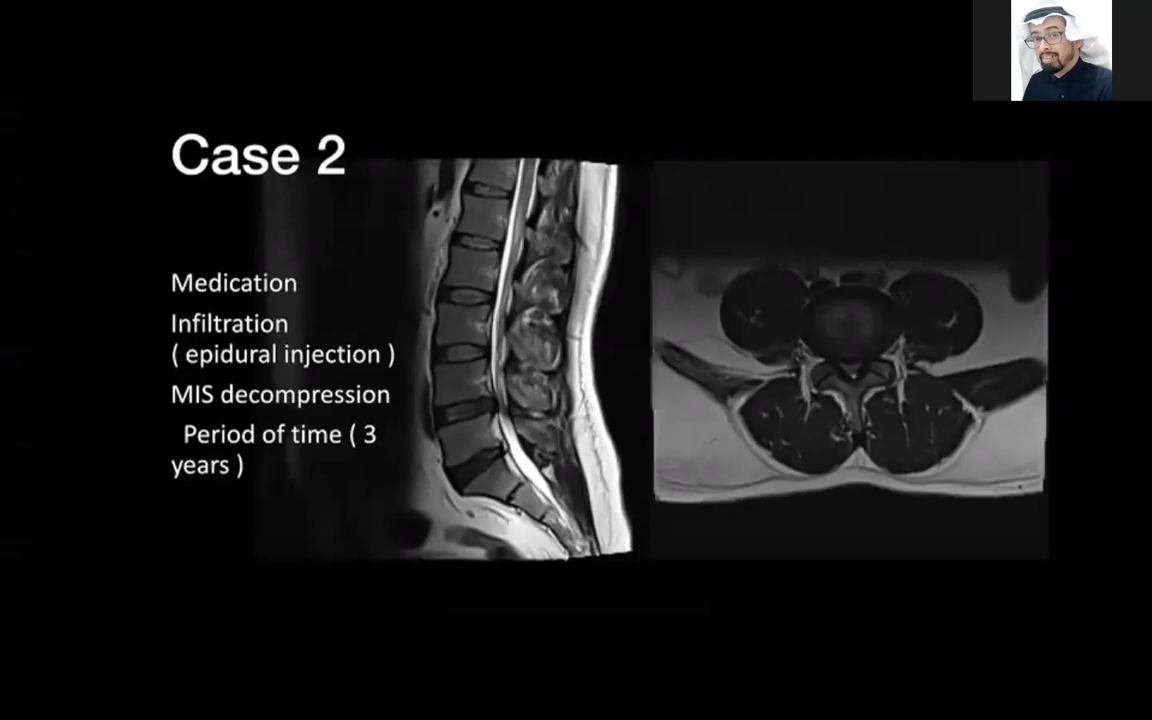 Case 2
Medication
Infiltration
( epidural injection )
MIS decompression
Period of time ( 3
years )